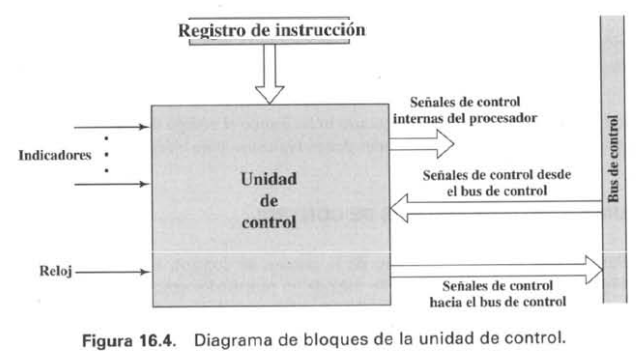 Registro de instrucción
Señales de control
internas del procesador
Indicadores
Unidad
de
control
Señales de control desde
el bus de control
Bus de control
Reloj
Señales de control
hacia el bus de control
Figura 16.4. Diagrama de bloques de la unidad de control.